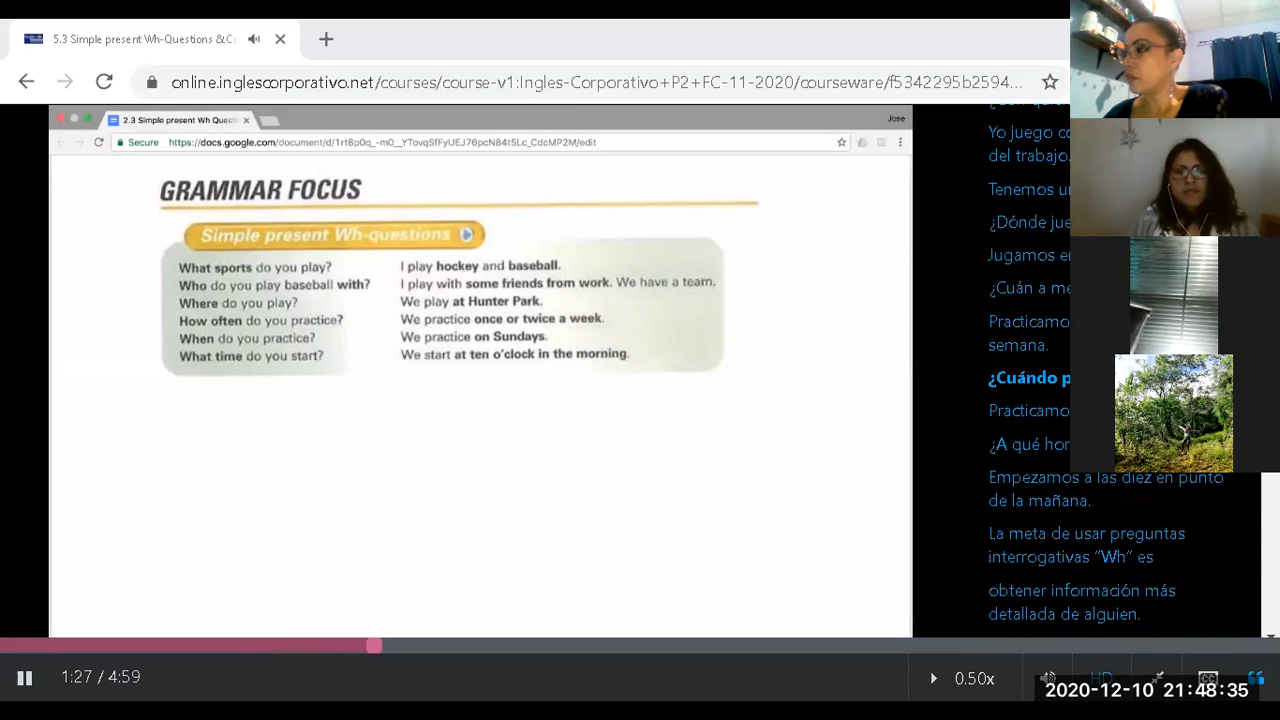 5.3 Simple present Wh-Questions & C
online.inglescorporativo.net/courses/course-v1:Ingles-Corporativo+P2+FC-11-2020/courseware/f5342295b2594...
2.3 Simple present Wh Questi
Jose
Secure
https://docs.google.com/document/d/1rt8p0q_-m0__YTovqSfFyUEJ76pcN84t5Lc_CdcMP2M/edit
GRAMMAR FOCUS
Simple present Wh-questions
What sports do you play? I play hockey and baseball.
Who do you play baseball with? I play with some friends from work. We have a team.
Where do you play? We play at Hunter Park.
How often do you practice? We practice once or twice a week.
When do you practice? We practice on Sundays.
What time do you start? We start at ten o'clock in the morning.
Yo juego co
del trabajo.
Tenemos u
¿Dónde jue
Jugamos e
¿Cuán a me
Practicamo
semana.
¿Cuándo p
Practicamo
¿A qué hor
Empezamos a las diez en punto
de la mañana.
La meta de usar preguntas
interrogativas "Wh" es
obtener información más
detallada de alguien.
1:27 / 4:59
0.50x
HD
CC
2020-12-10 21:48:35